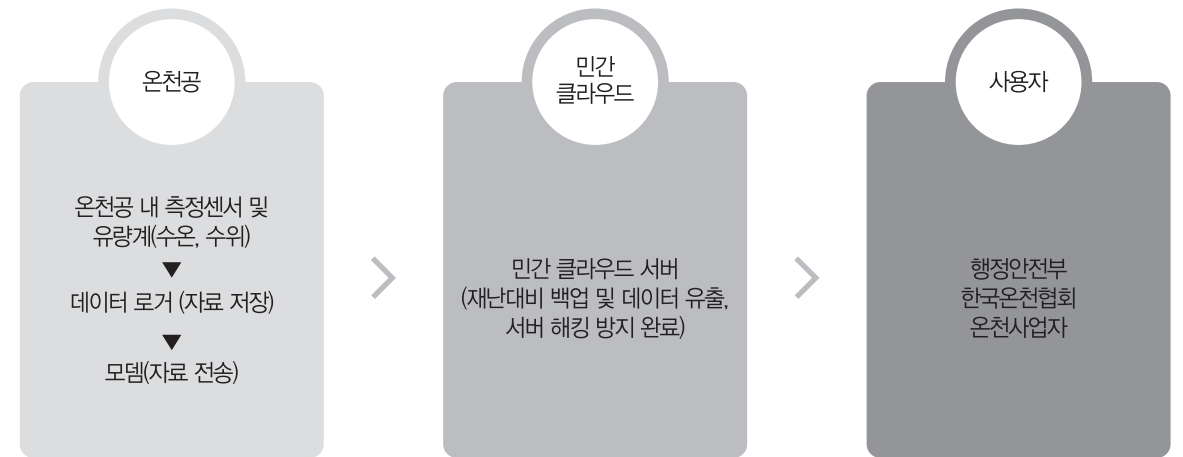 온천공
온천공 내 측정센서 및
유량계(수온, 수위)
▼
데이터 로거 (자료 저장)
▼
모뎀(자료 전송)
민간
클라우드
민간 클라우드 서버
(재난대비 백업 및 데이터 유출,
서버 해킹 방지 완료)
사용자
행정안전부
한국온천협회
온천사업자